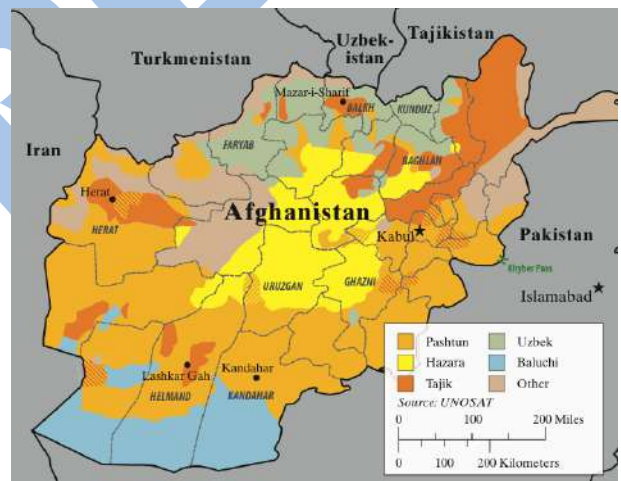 Turkmenistan
Uzbek-
istan
Tajikistan
Mazar-i-Sharif
BALKH
KUNDUZ
Iran
FARYAB
BAGHLAN
Herat
HERAT
Afghanistan
Kabul
Pakistan
Khyber Pass
Islamabad
URUZGAN
GHAZNI
Lashkar Gah
Kandahar
HELMAND
KANDAHAR
Pashtun
Uzbek
Hazara
Baluchi
Tajik
Other
Source: UNOSAT
0 100 200 Miles
0 100 200 Kilometers